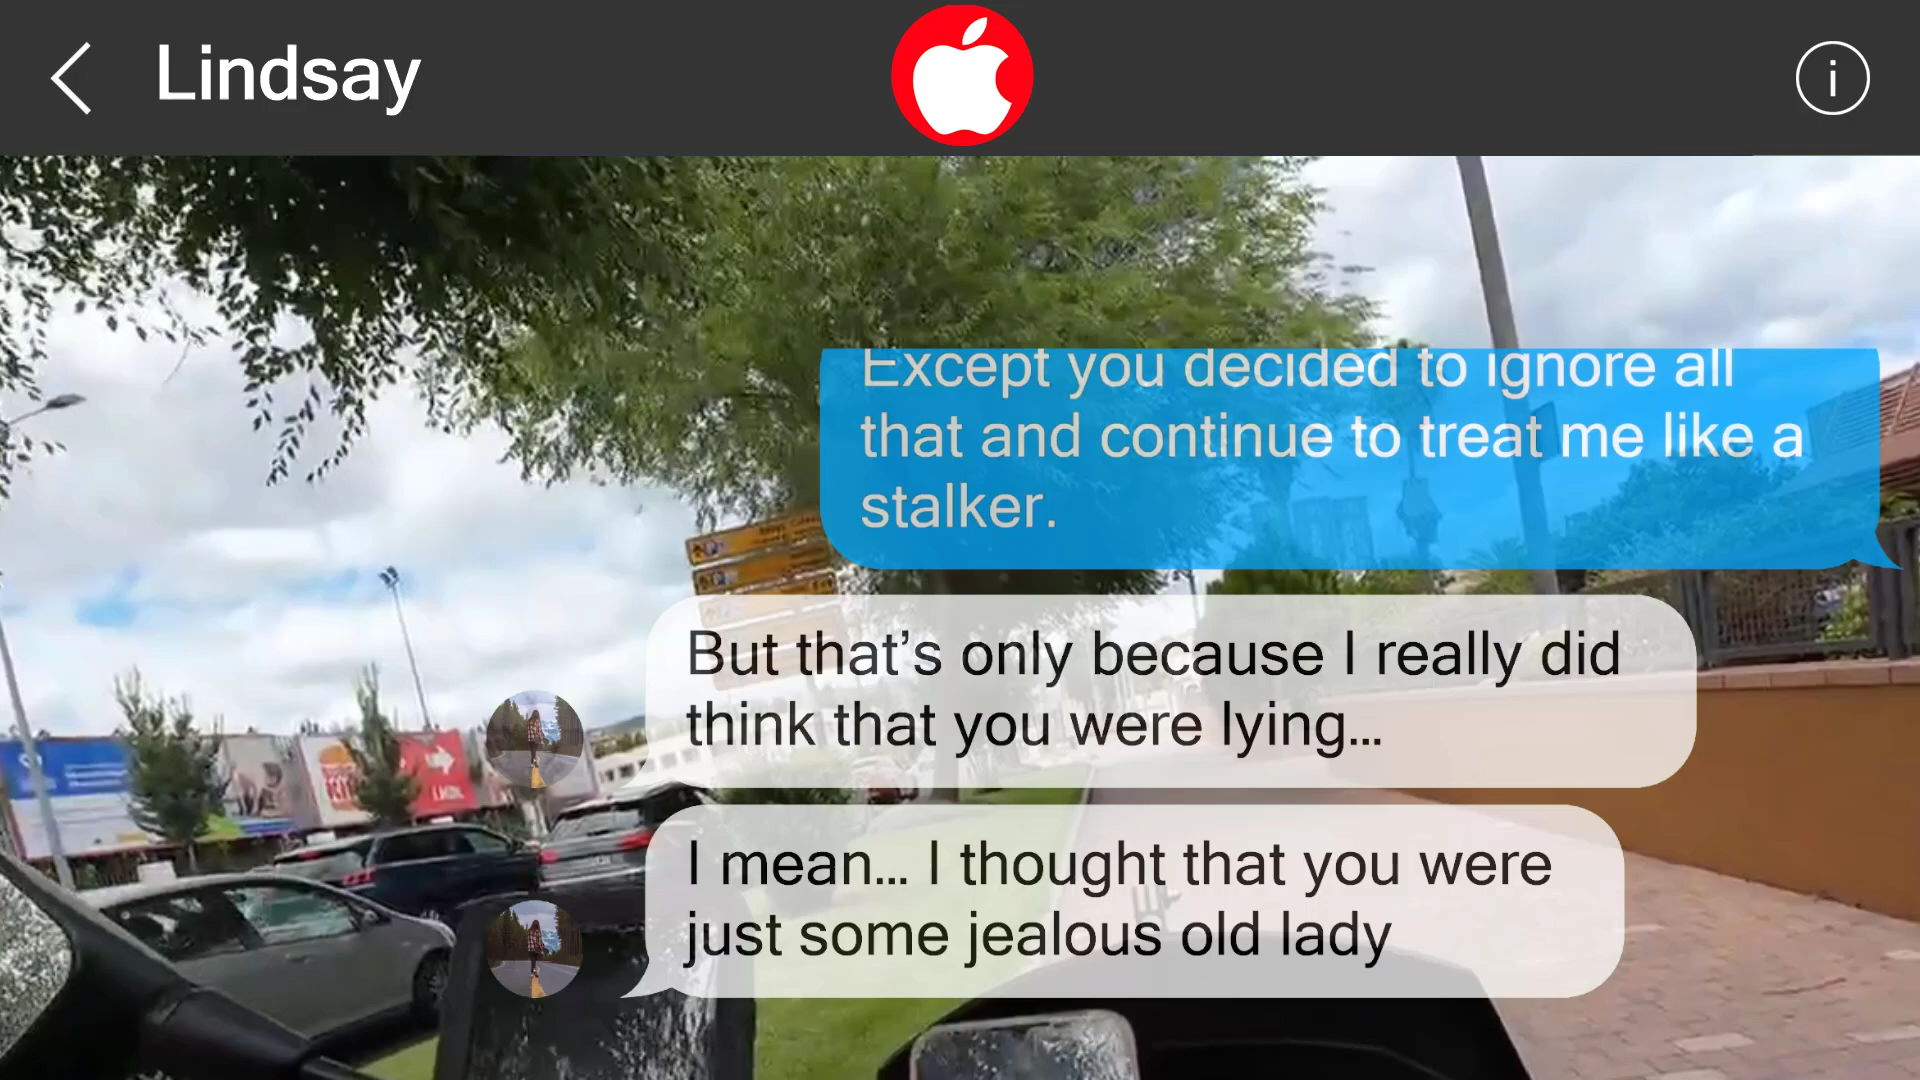 Lindsay
Except you decided to ignore all
that and continue to treat me like a
stalker.
But that’s only because I really did
think that you were lying...
I mean... I thought that you were
just some jealous old lady